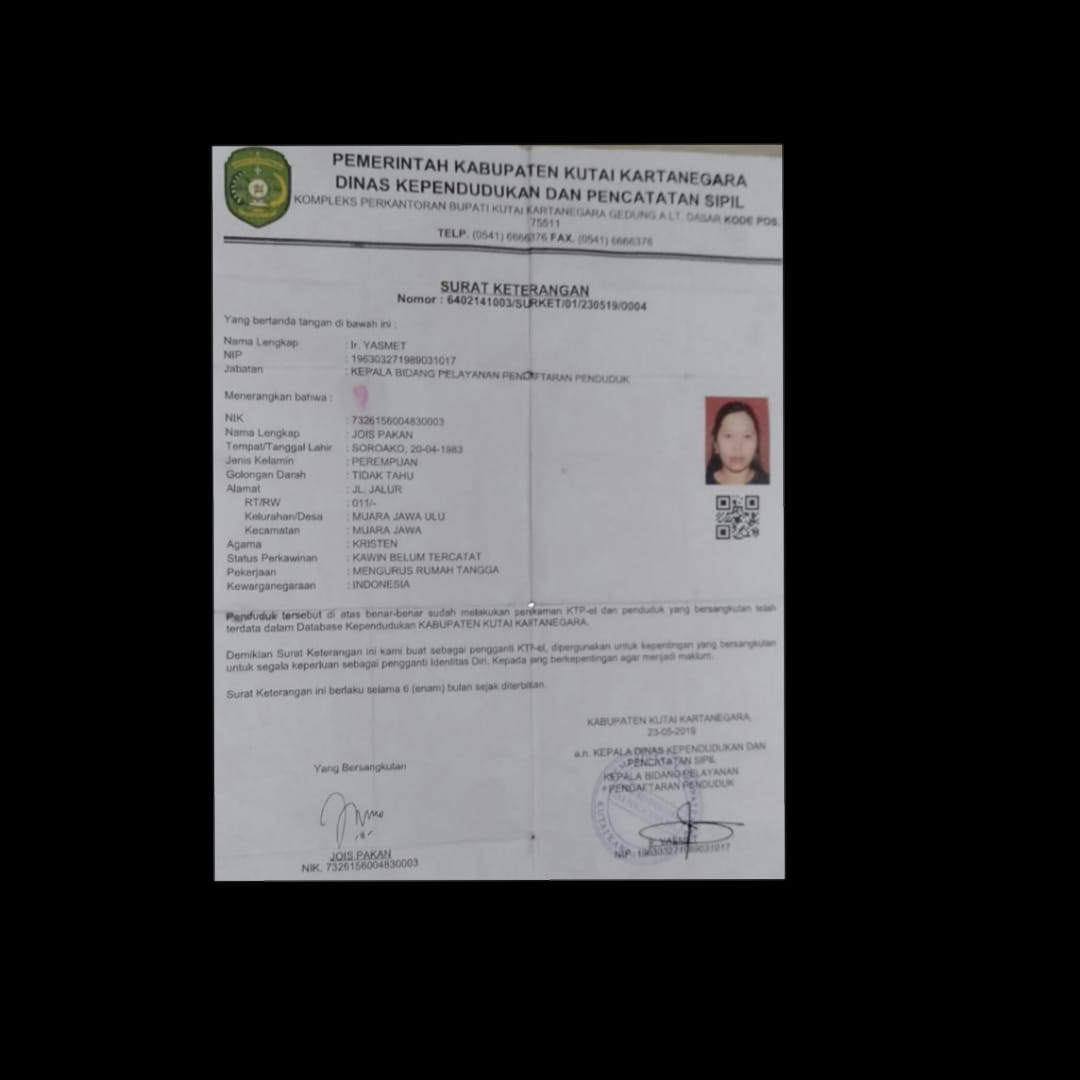 PEMERINTAH KABUPATEN KUTAI KARTANEGARA
DINAS KEPENDUDUKAN DAN PENCATATAN SIPIL
KOMPLEKS PERKANTORAN BUPATI KUTAI KARTANEGARA GEDUNG A LT. DASAR KODE POS.
75511
TELP. (0541) 6666376 FAX. (0541) 6666376
SURAT KETERANGAN
Nomor : 6402141003/SURKET/01/230519/0004
Yang bertanda tangan di bawah ini :
Nama Lengkap : Ir. YASMET
NIP : 196303271989031017
Jabatan : KEPALA BIDANG PELAYANAN PENDAFTARAN PENDUDUK
Menerangkan bahwa :
NIK : 7326156004830003
Nama Lengkap : JOIS PAKAN
Tempat/Tanggal Lahir : SOROAKO, 20-04-1983
Jenis Kelamin : PEREMPUAN
Golongan Darah : TIDAK TAHU
Alamat : JL. JALUR
RT/RW : 011/-
Kelurahan/Desa : MUARA JAWA ULU
Kecamatan : MUARA JAWA
Agama : KRISTEN
Status Perkawinan : KAWIN BELUM TERCATAT
Pekerjaan : MENGURUS RUMAH TANGGA
Kewarganegaraan : INDONESIA
Penduduk tersebut di atas benar-benar sudah melakukan perekaman KTP-el dan penduduk yang bersangkutan telah
terdata dalam Database Kependudukan KABUPATEN KUTAI KARTANEGARA.
Demikian Surat Keterangan ini kami buat sebagai pengganti KTP-el, dipergunakan untuk kepentingan yang bersangkutan
untuk segala keperluan sebagai pengganti Identitas Diri. Kepada yang berkepentingan agar menjadi maklum.
Surat Keterangan ini berlaku selama 6 (enam) bulan sejak diterbitkan.
KABUPATEN KUTAI KARTANEGARA,
23-05-2019
a.n. KEPALA DINAS KEPENDUDUKAN DAN
PENCATATAN SIPIL
KEPALA BIDANG PELAYANAN
PENDAFTARAN PENDUDUK
Yang Bersangkutan
JOIS PAKAN
NIK. 7326156004830003
Ir. YASMET
NIP. 196303271989031017